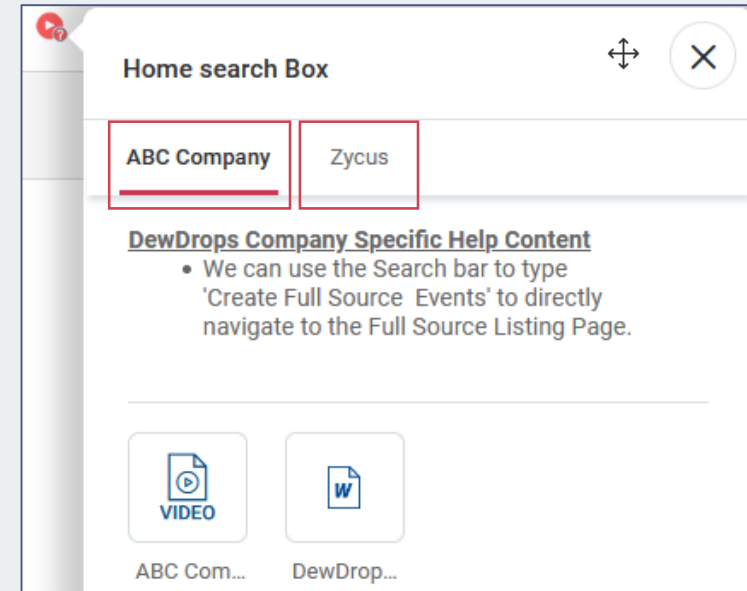 Home search Box
ABC Company Zycus
DewDrops Company Specific Help Content
• We can use the Search bar to type
'Create Full Source Events' to directly
navigate to the Full Source Listing Page.
VIDEO W
ABC Com... DewDrop...